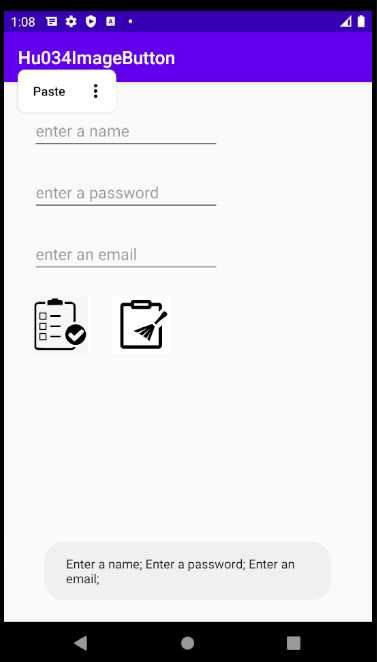 1:08
Hu034ImageButton
Paste
enter a name
enter a password
enter an email
Enter a name; Enter a password; Enter an
email;